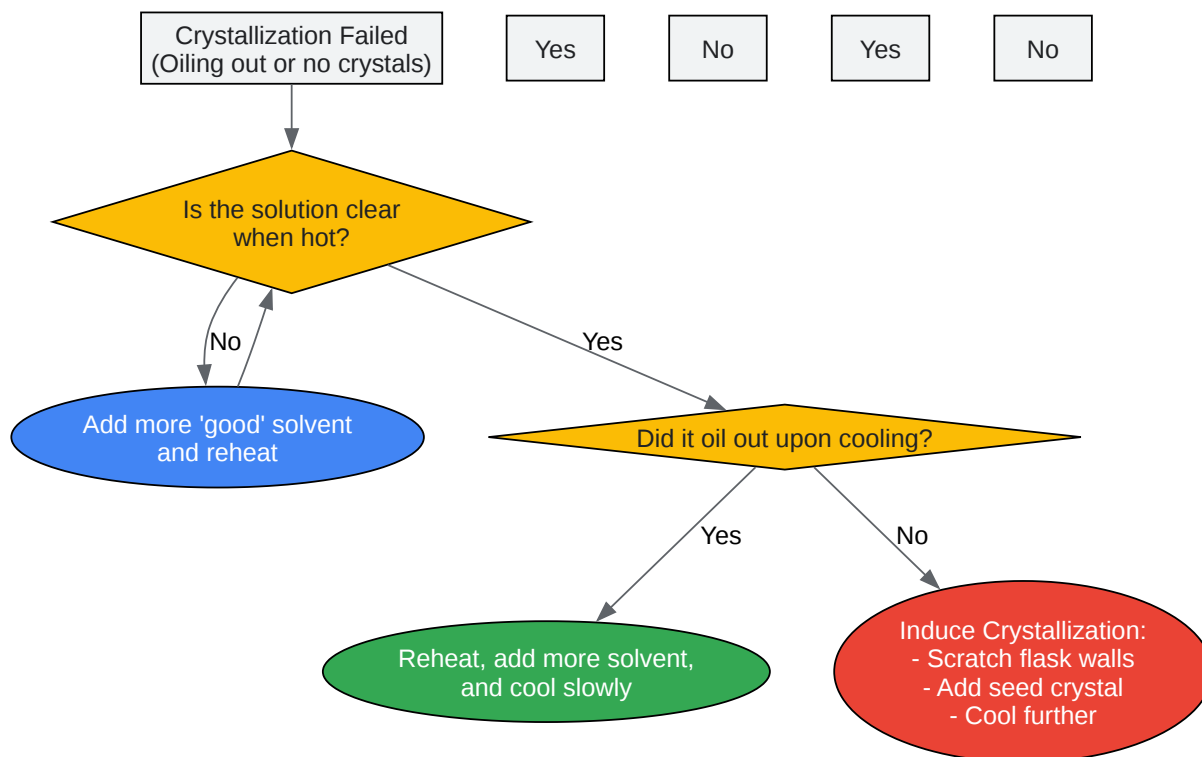 Crystallization Failed
(Oiling out or no crystals)
Yes
No
Yes
No
Is the solution clear
when hot?
No
Yes
Add more 'good' solvent
and reheat
Did it oil out upon cooling?
Yes
No
Reheat, add more solvent,
and cool slowly
Induce Crystallization:
- Scratch flask walls
- Add seed crystal
- Cool further